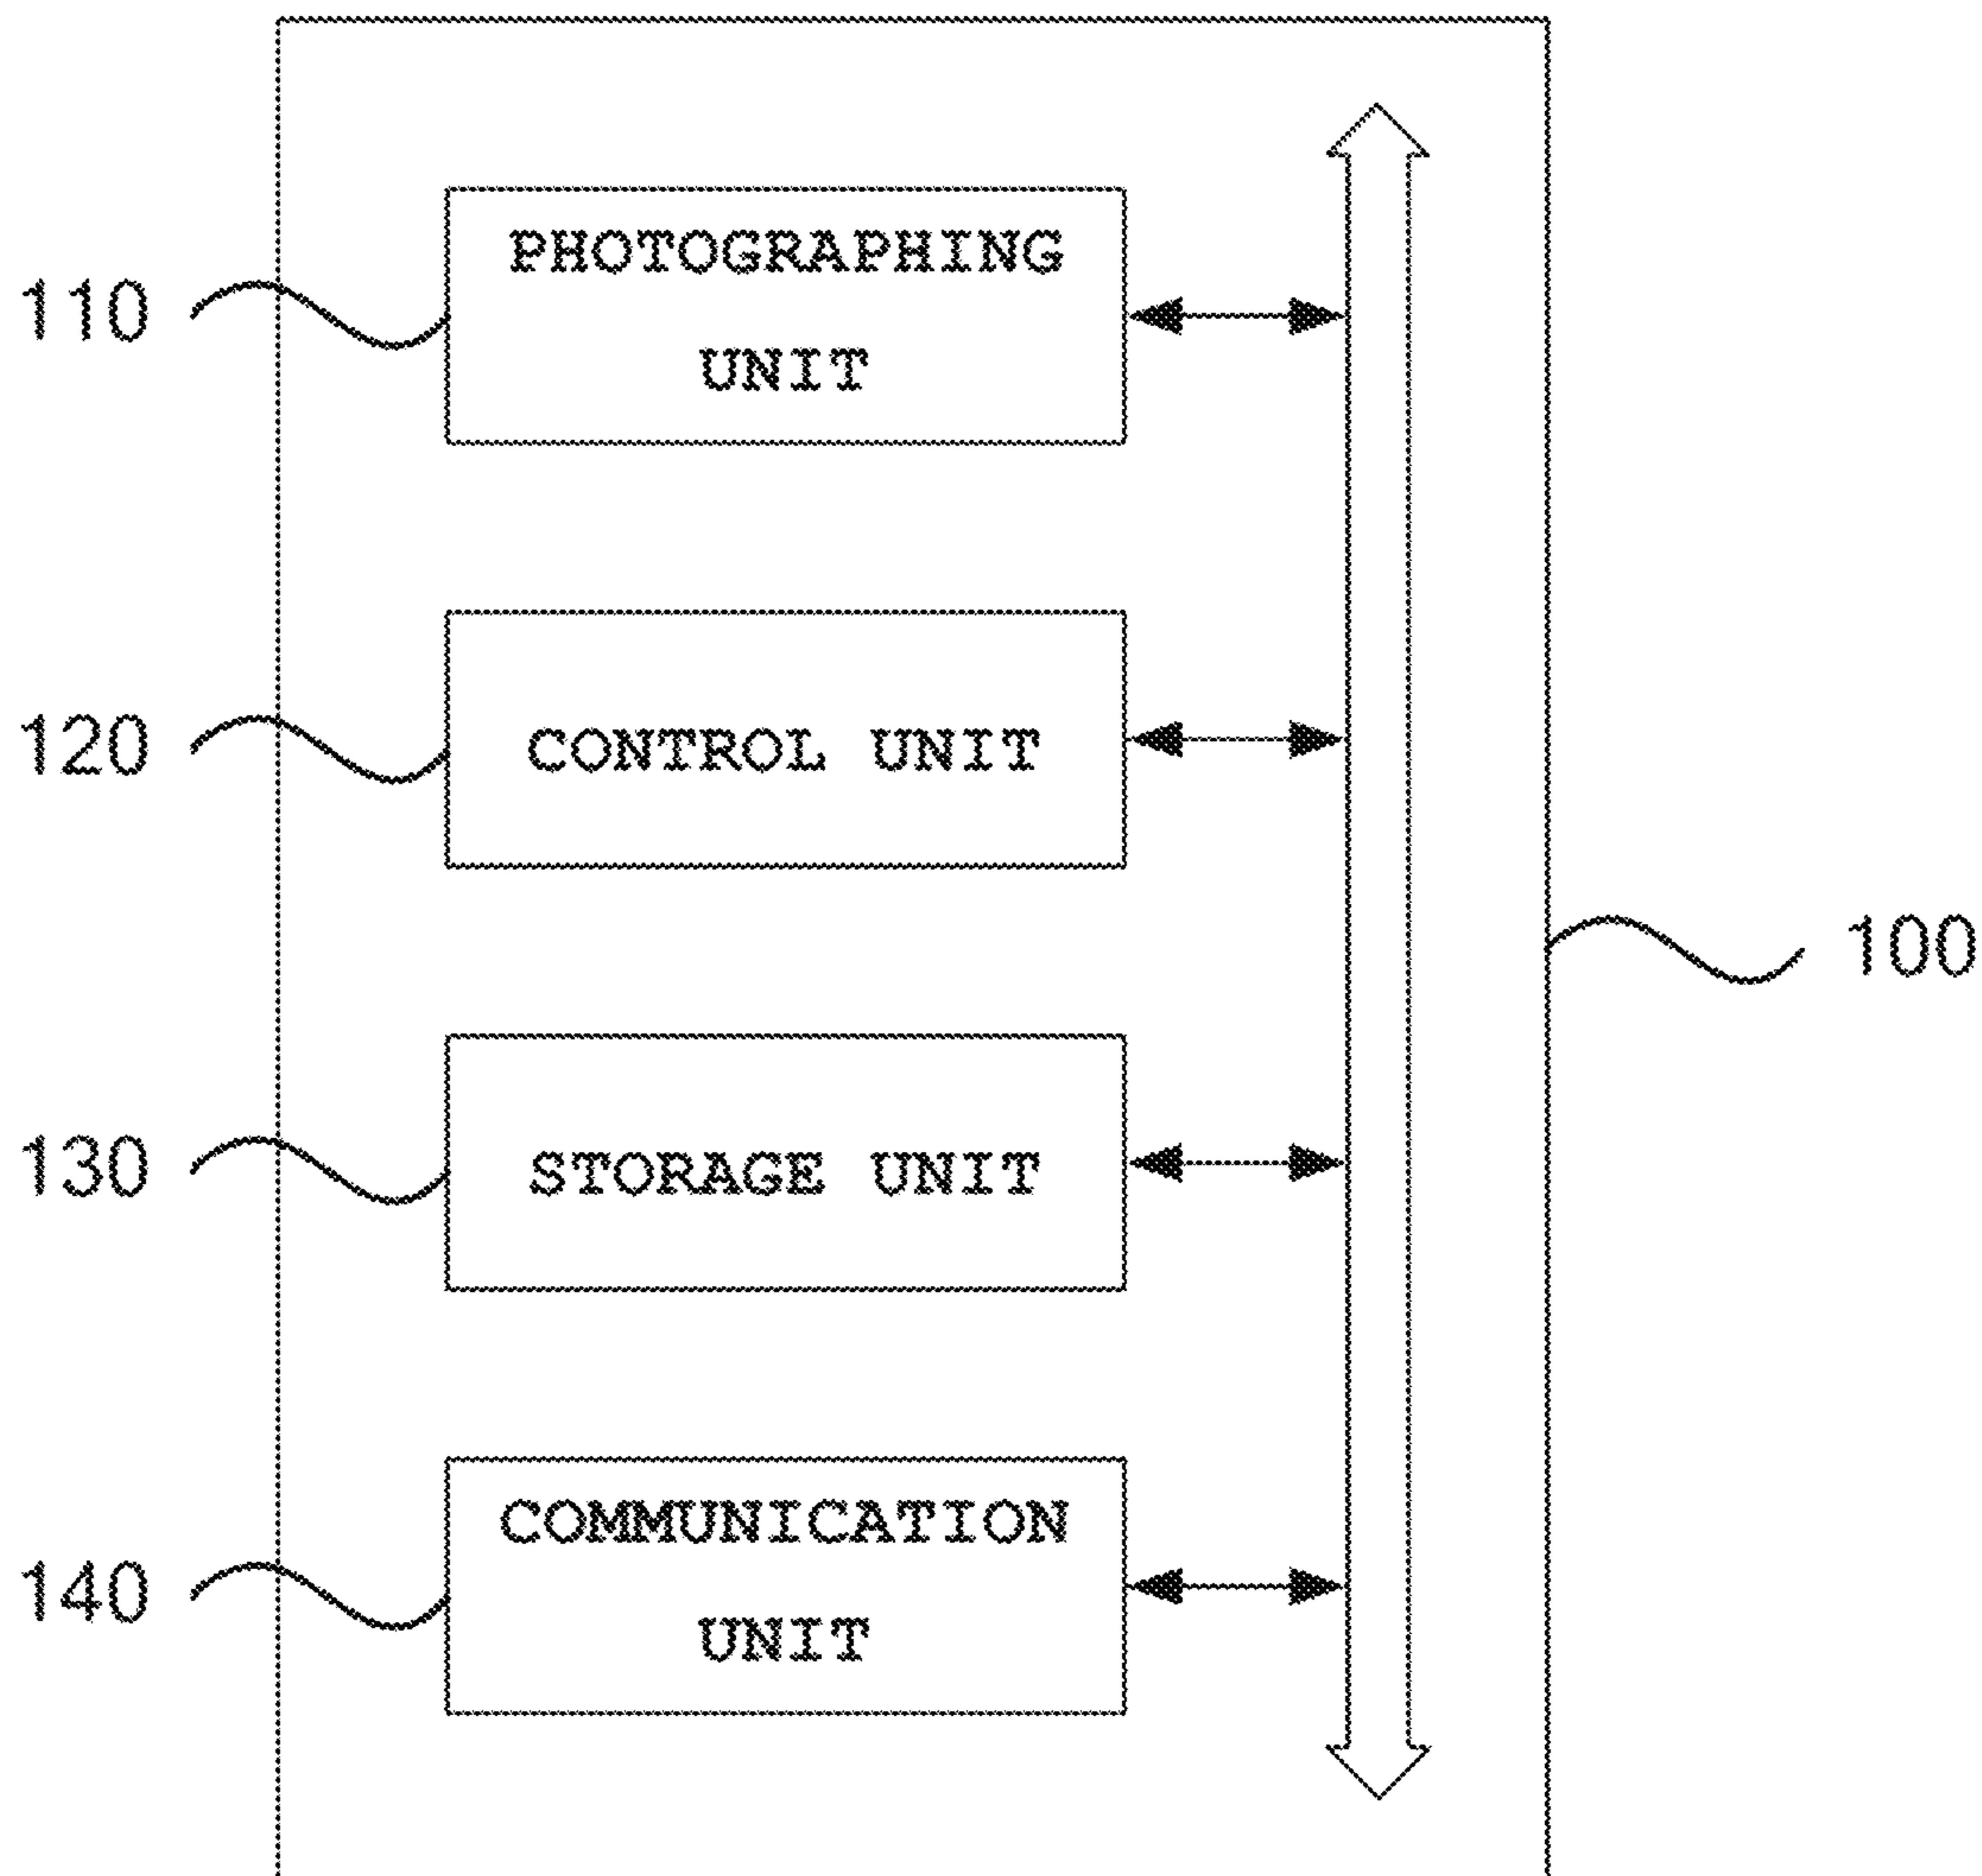 PHOTOGRAPHING
UNIT
110
CONTROL UNIT
120
100
STORAGE UNIT
130
COMMUNICATION
UNIT
140